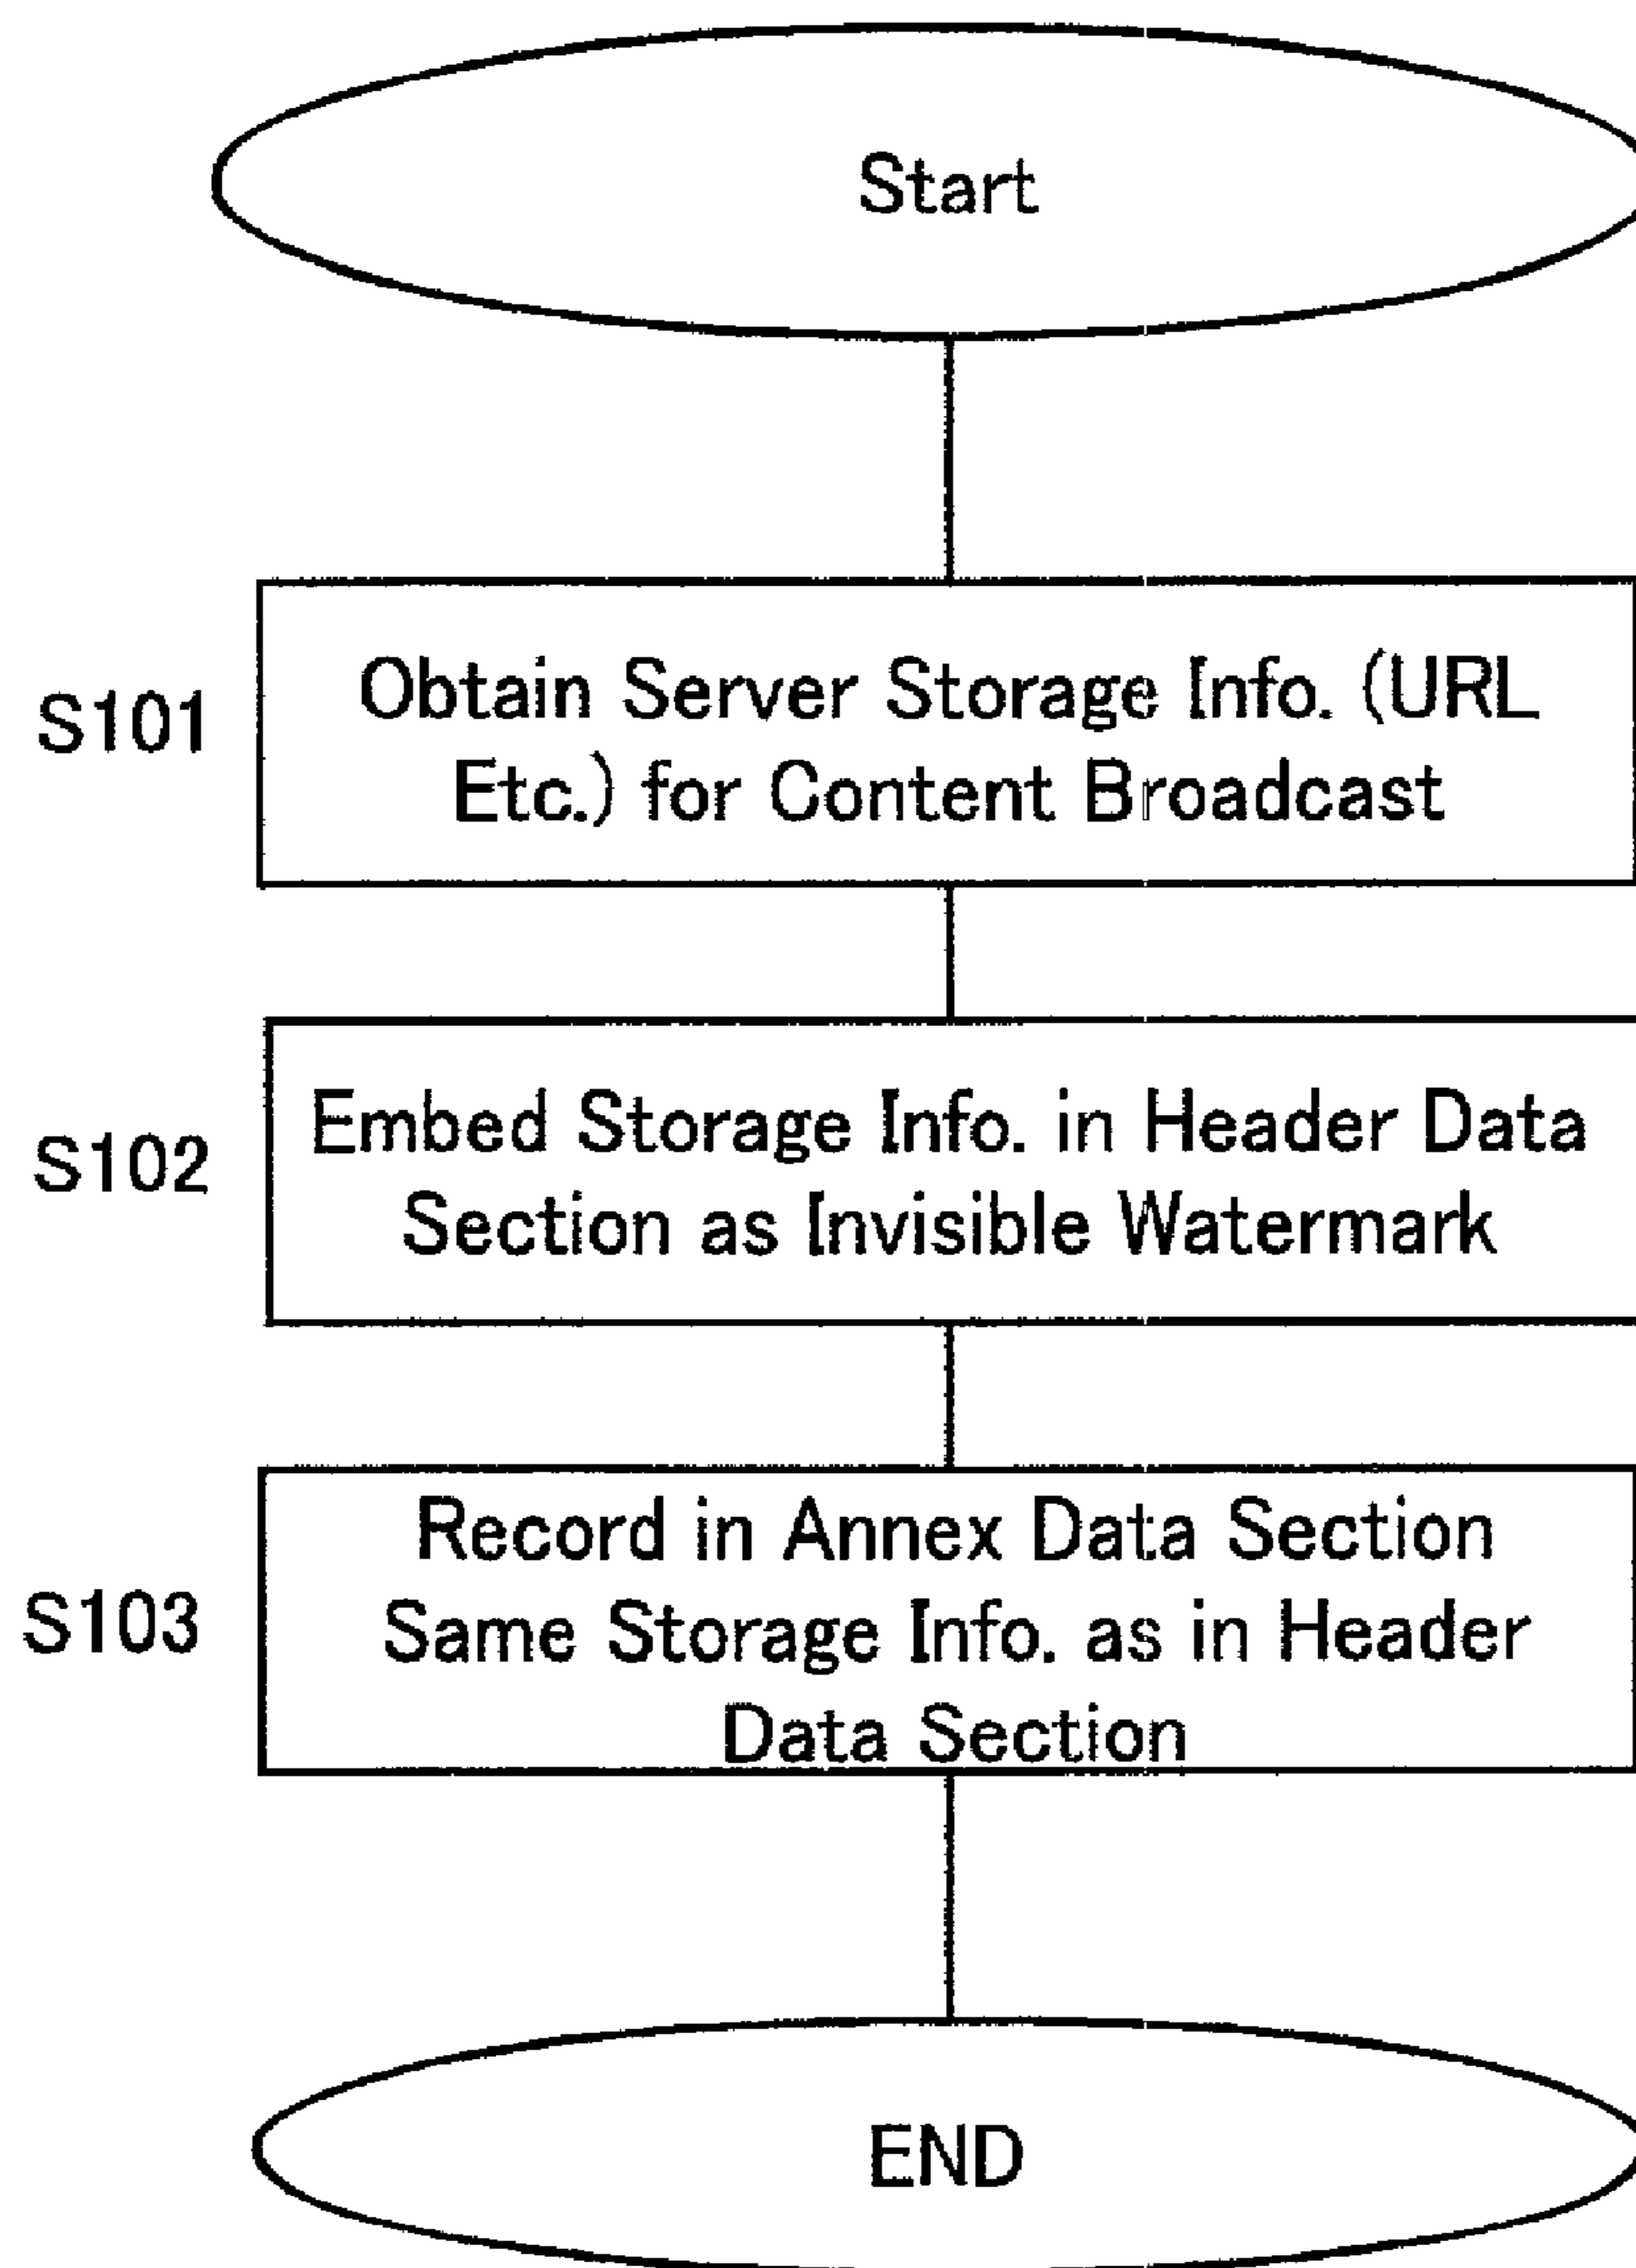 Start
S101
Obtain Server Storage Info. (URL
Etc.) for Content Broadcast
S102
Embed Storage Info. in Header Data
Section as Invisible Watermark
S103
Record in Annex Data Section
Same Storage Info. as in Header
Data Section
END